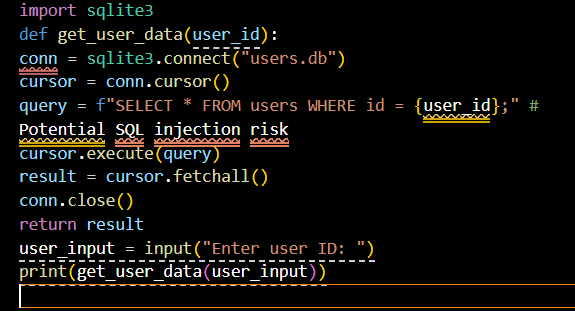 import sqlite3
def get_user_data(user_id):
conn = sqlite3.connect("users.db")
cursor = conn.cursor()
query = f"SELECT * FROM users WHERE id = {user_id};" #
Potential SQL injection risk
cursor.execute(query)
result = cursor.fetchall()
conn.close()
return result
user_input = input("Enter user ID: ")
print(get_user_data(user_input))